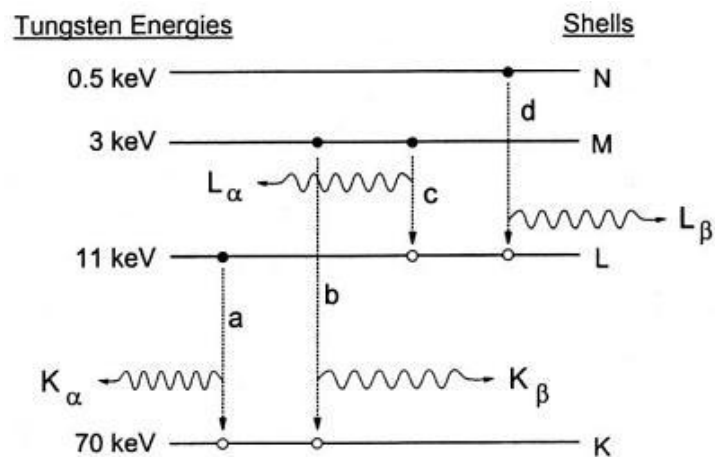 Tungsten Energies Shells
0.5 keV N
d
3 keV M
Lα c
Lβ
11 keV L
a b
Kα Kβ
70 keV K